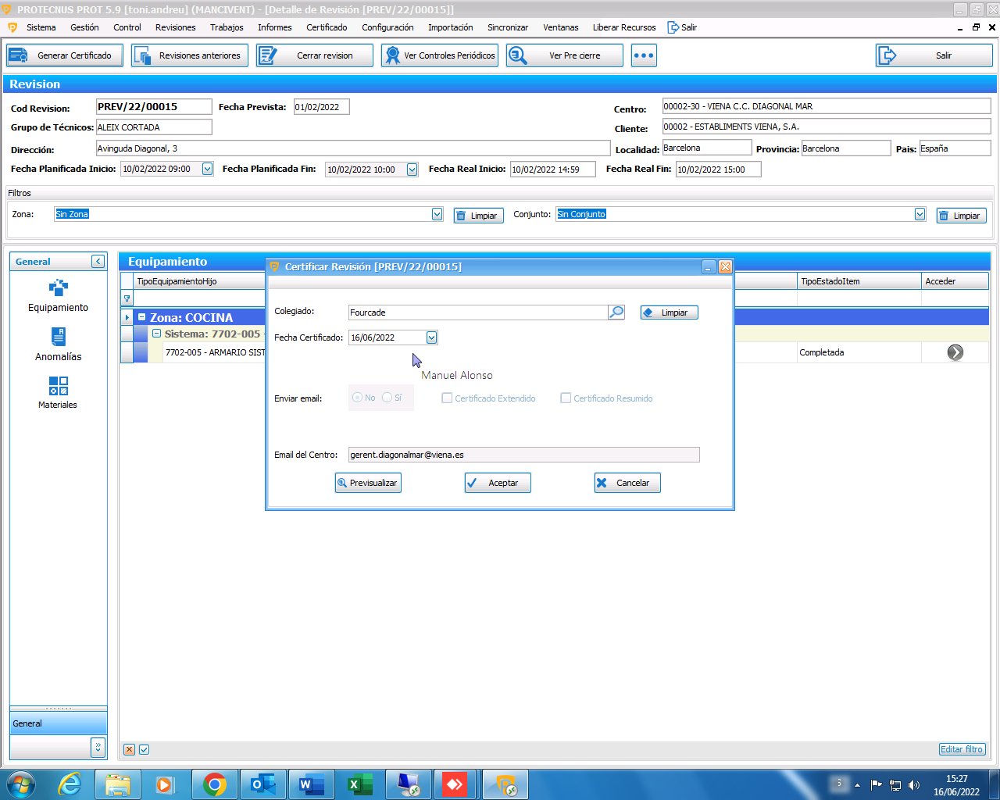 PROTECNUS PROT 5.9 [toni.andreu] (MANCIVENT) - [Detalle de Revisión [PREV/22/00015]]
Sistema Gestión Control Revisiones Trabajos Informes Certificado Configuración Importación Sincronizar Ventanas Liberar Recursos Salir
Generar Certificado Revisiones anteriores Cerrar revision Ver Controles Periódicos Ver Pre cierre ••• Salir
Revision
Cod Revision: PREV/22/00015 Fecha Prevista: 01/02/2022 Centro: 00002-30 - VIENA C.C. DIAGONAL MAR
Grupo de Técnicos: ALEIX CORTADA Cliente: 00002 - ESTABLIMENTS VIENA, S.A.
Dirección: Avinguda Diagonal, 3 Localidad: Barcelona Provincia: Barcelona Pais: España
Fecha Planificada Inicio: 10/02/2022 09:00 Fecha Planificada Fin: 10/02/2022 10:00 Fecha Real Inicio: 10/02/2022 14:59 Fecha Real Fin: 10/02/2022 15:00
Filtros
Zona: Sin Zona Limpiar Conjunto: Sin Conjunto Limpiar
General
Equipamiento
Anomalías
Materiales
General
Equipamiento
TipoEquipamientoHijo TipoEstadoItem Acceder
Zona: COCINA
Sistema: 7702-005 -
7702-005 - ARMARIO SIST Completada
Certificar Revisión [PREV/22/00015]
Colegiado: Fourcade Limpiar
Fecha Certificado: 16/06/2022
Manuel Alonso
Enviar email: No Sí Certificado Extendido Certificado Resumido
Email del Centro: gerent.diagonalmar@viena.es
Previsualizar Aceptar Cancelar
Editar filtro
15:27
16/06/2022